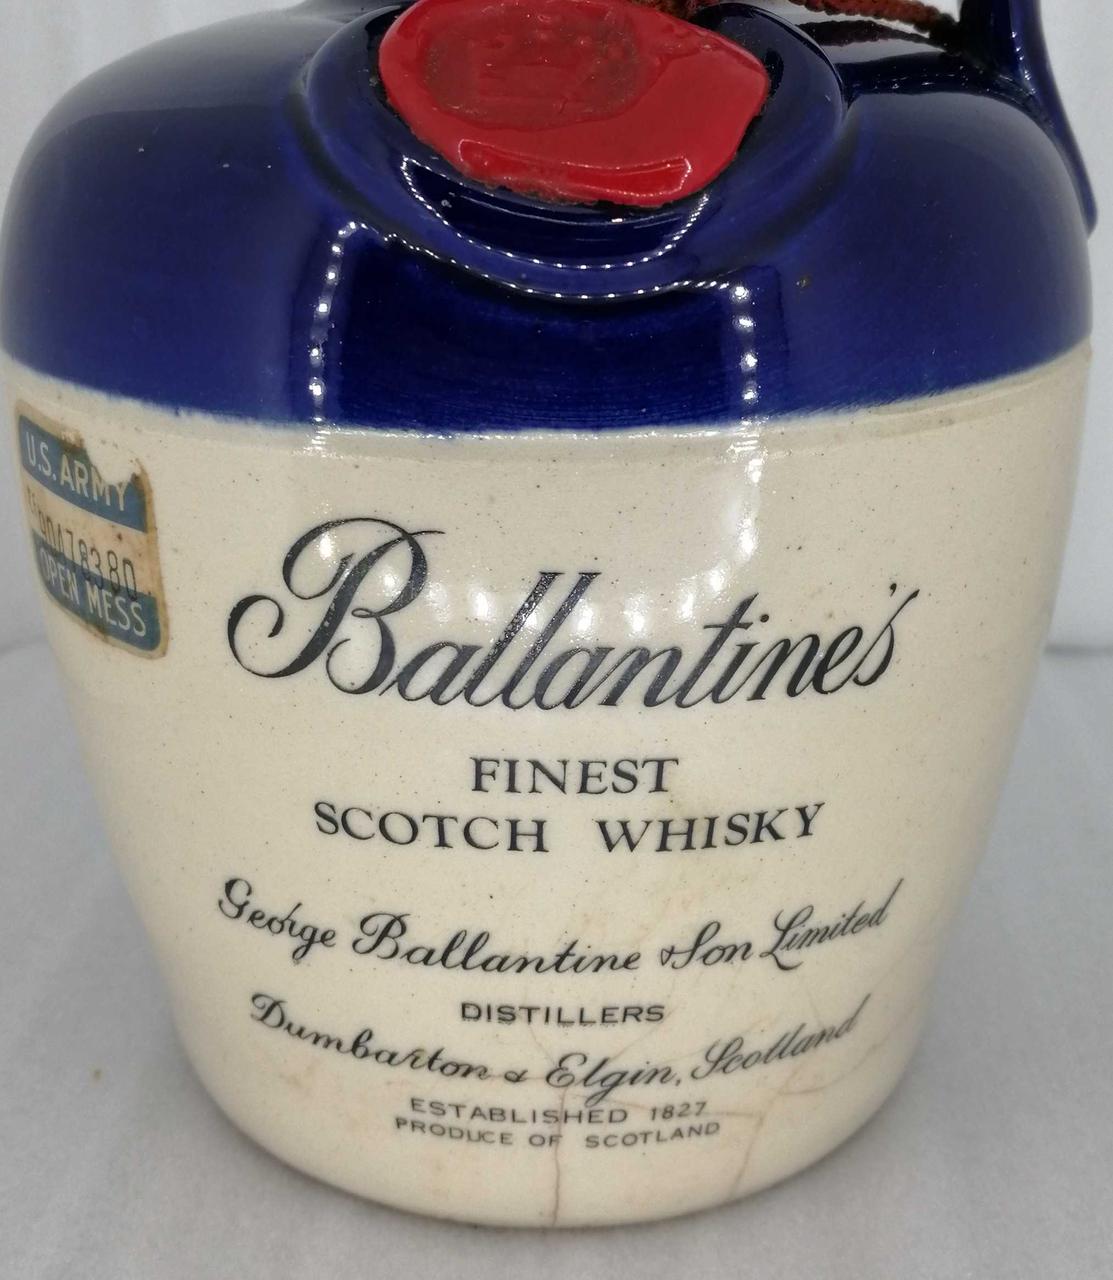 U.S. ARMY
OPEN MESS
Ballantine's
FINEST
SCOTCH WHISKY
George Ballantine & Son Limited
DISTILLERS
Dumbarton & Elgin, Scotland
ESTABLISHED 1827
PRODUCE OF SCOTLAND